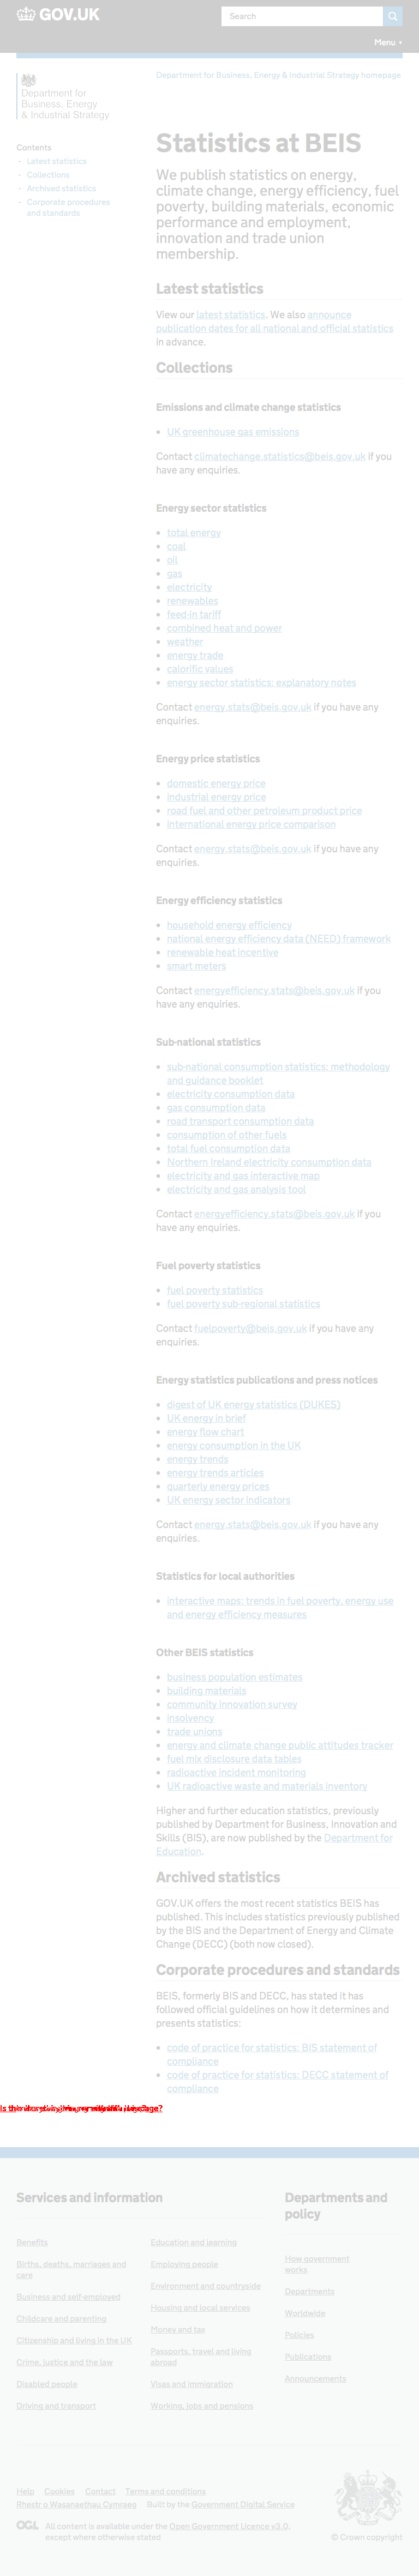 GOV.UK
Search
Menu
Department for
Business, Energy
& Industrial Strategy
Department for Business, Energy & Industrial Strategy homepage
Contents
Latest statistics
Collections
Archived statistics
Corporate procedures
and standards
Statistics at BEIS
We publish statistics on energy,
climate change, energy efficiency, fuel
poverty, building materials, economic
performance and employment,
innovation and trade union
membership.
Latest statistics
View our latest statistics. We also announce
publication dates for all national and official statistics
in advance.
Collections
Emissions and climate change statistics
UK greenhouse gas emissions
Contact climatechange.statistics@beis.gov.uk if you
have any enquiries.
Energy sector statistics
total energy
coal
oil
gas
electricity
renewables
feed-in tariff
combined heat and power
weather
energy trade
calorific values
energy sector statistics: explanatory notes
Contact energy.stats@beis.gov.uk if you have any
enquiries.
Energy price statistics
domestic energy price
industrial energy price
road fuel and other petroleum product price
international energy price comparison
Contact energy.stats@beis.gov.uk if you have any
enquiries.
Energy efficiency statistics
household energy efficiency
national energy efficiency data (NEED) framework
renewable heat incentive
smart meters
Contact energyefficiency.stats@beis.gov.uk if you
have any enquiries.
Sub-national statistics
sub-national consumption statistics: methodology
and guidance booklet
electricity consumption data
gas consumption data
road transport consumption data
consumption of other fuels
total fuel consumption data
Northern ireland electricity consumption data
electricity and gas interactive map
electricity and gas analysis tool
Contact energyefficiency.stats@beis.gov.uk if you
have any enquiries.
Fuel poverty statistics
fuel poverty statistics
fuel poverty sub-regional statistics
Contact fuelpoverty@beis.gov.uk if you have any
enquiries.
Energy statistics publications and press notices
digest of UK energy statistics (DUKES)
UK energy in brief
energy flow chart
energy consumption in the UK
energy trends
energy trends articles
quarterly energy prices
UK energy sector indicators
Contact energy.stats@beis.gov.uk if you have any
enquiries.
Statistics for local authorities
interactive maps: trends in fuel poverty, energy use
and energy efficiency measures
Other BEIS statistics
business population estimates
building materials
community innovation survey
insolvency
trade unions
energy and climate change public attitudes tracker
fuel mix disclosure data tables
radioactive incident monitoring
UK radioactive waste and materials inventory
Higher and further education statistics, previously
published by Department for Business, Innovation and
Skills (BIS), are now published by the Department for
Education.
Archived statistics
GOV.UK offers the most recent statistics BEIS has
published. This includes statistics previously published
by the BIS and the Department of Energy and Climate
Change (DECC) (both now closed).
Corporate procedures and standards
BEIS, formerly BIS and DECC, has stated it has
followed official guidelines on how it determines and
presents statistics:
code of practice for statistics: BIS statement of
compliance
code of practice for statistics: DECC statement of
compliance
Services and information
Departments and
policy
Benefits
Births, deaths, marriages and
care
Business and self-employed
Childcare and parenting
Citizenship and living in the UK
Crime, justice and the law
Disabled people
Driving and transport
Education and learning
Employing people
Environment and countryside
Housing and local services
Money and tax
Passports, travel and living
abroad
Visas and immigration
Working, jobs and pensions
How government
works
Departments
Worldwide
Policies
Publications
Announcements
Help Cookies Contact Terms and conditions
Rhestr o Wasanaethau Cymraeg Built by the Government Digital Service
OGL All content is available under the Open Government Licence v3.0,
except where otherwise stated
© Crown copyright